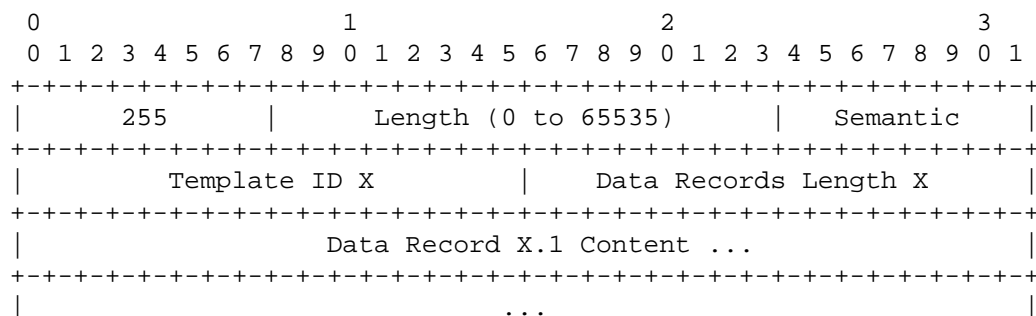 0                   1                   2                   3
 0 1 2 3 4 5 6 7 8 9 0 1 2 3 4 5 6 7 8 9 0 1 2 3 4 5 6 7 8 9 0 1
+-+-+-+-+-+-+-+-+-+-+-+-+-+-+-+-+-+-+-+-+-+-+-+-+-+-+-+-+-+-+-+-+
|      255      |      Length (0 to 65535)      |   Semantic    |
+-+-+-+-+-+-+-+-+-+-+-+-+-+-+-+-+-+-+-+-+-+-+-+-+-+-+-+-+-+-+-+-+
|         Template ID X         |    Data Records Length X      |
+-+-+-+-+-+-+-+-+-+-+-+-+-+-+-+-+-+-+-+-+-+-+-+-+-+-+-+-+-+-+-+-+
|                   Data Record X.1 Content ...                 |
+-+-+-+-+-+-+-+-+-+-+-+-+-+-+-+-+-+-+-+-+-+-+-+-+-+-+-+-+-+-+-+-+
|                              ...                              |